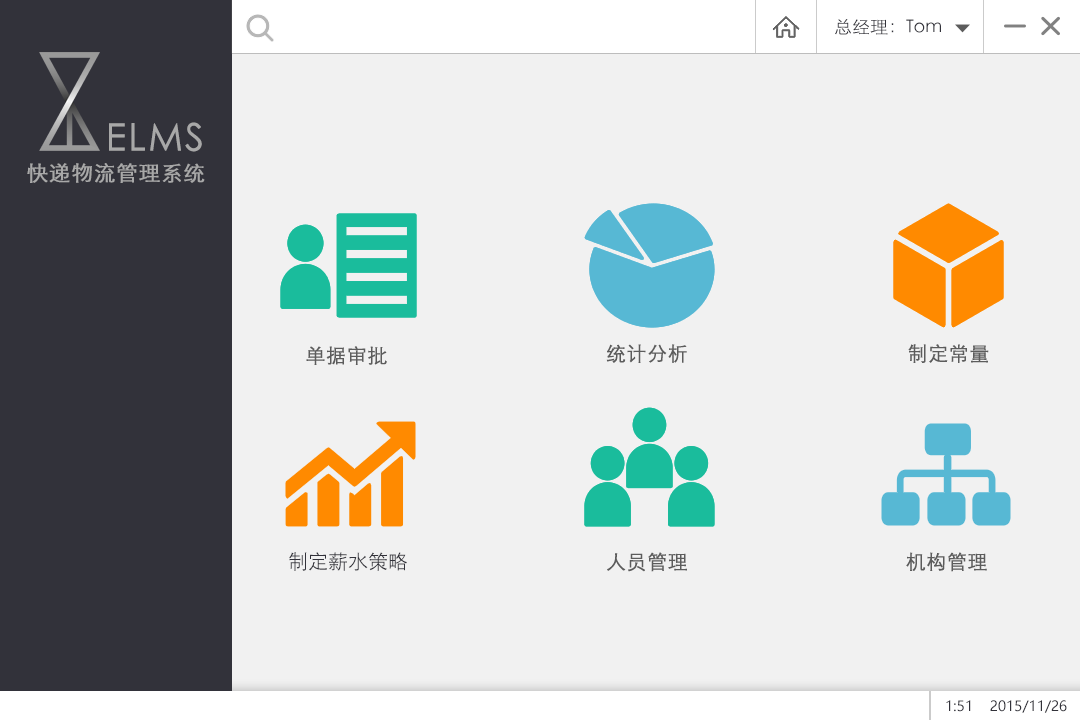 总经理：Tom
ELMS
快递物流管理系统
单据审批
统计分析
制定常量
制定薪水策略
人员管理
机构管理
1:51 2015/11/26